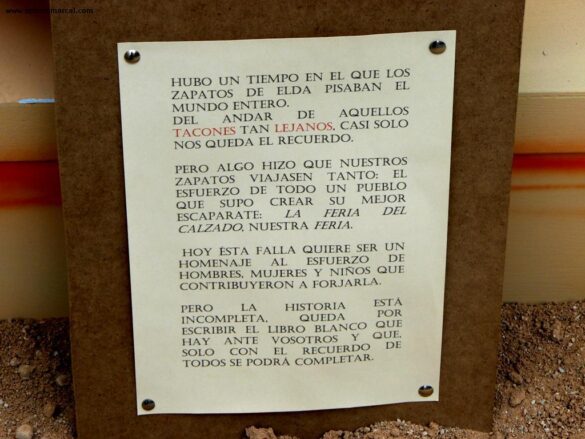 HUBO UN TIEMPO EN EL QUE LOS
ZAPATOS DE ELDA PISABAN EL
MUNDO ENTERO.
DEL ANDAR DE AQUELLOS
TACONES TAN LEJANOS, CASI SOLO
NOS QUEDA EL RECUERDO.
PERO ALGO HIZO QUE NUESTROS
ZAPATOS VIAJASEN TANTO: EL
ESFUERZO DE TODO UN PUEBLO
QUE SUPO CREAR SU MEJOR
ESCAPARATE: LA FERIA DEL
CALZADO, NUESTRA FERIA.
HOY ÉSTA FALLA QUIERE SER UN
HOMENAJE AL ESFUERZO DE
HOMBRES, MUJERES Y NIÑOS QUE
CONTRIBUYERON A FORJARLA.
PERO LA HISTORIA ESTÁ
INCOMPLETA, QUEDA POR
ESCRIBIR EL LIBRO BLANCO QUE
HAY ANTE VOSOTROS Y QUE,
SOLO CON EL RECUERDO DE
TODOS SE PODRÁ COMPLETAR.